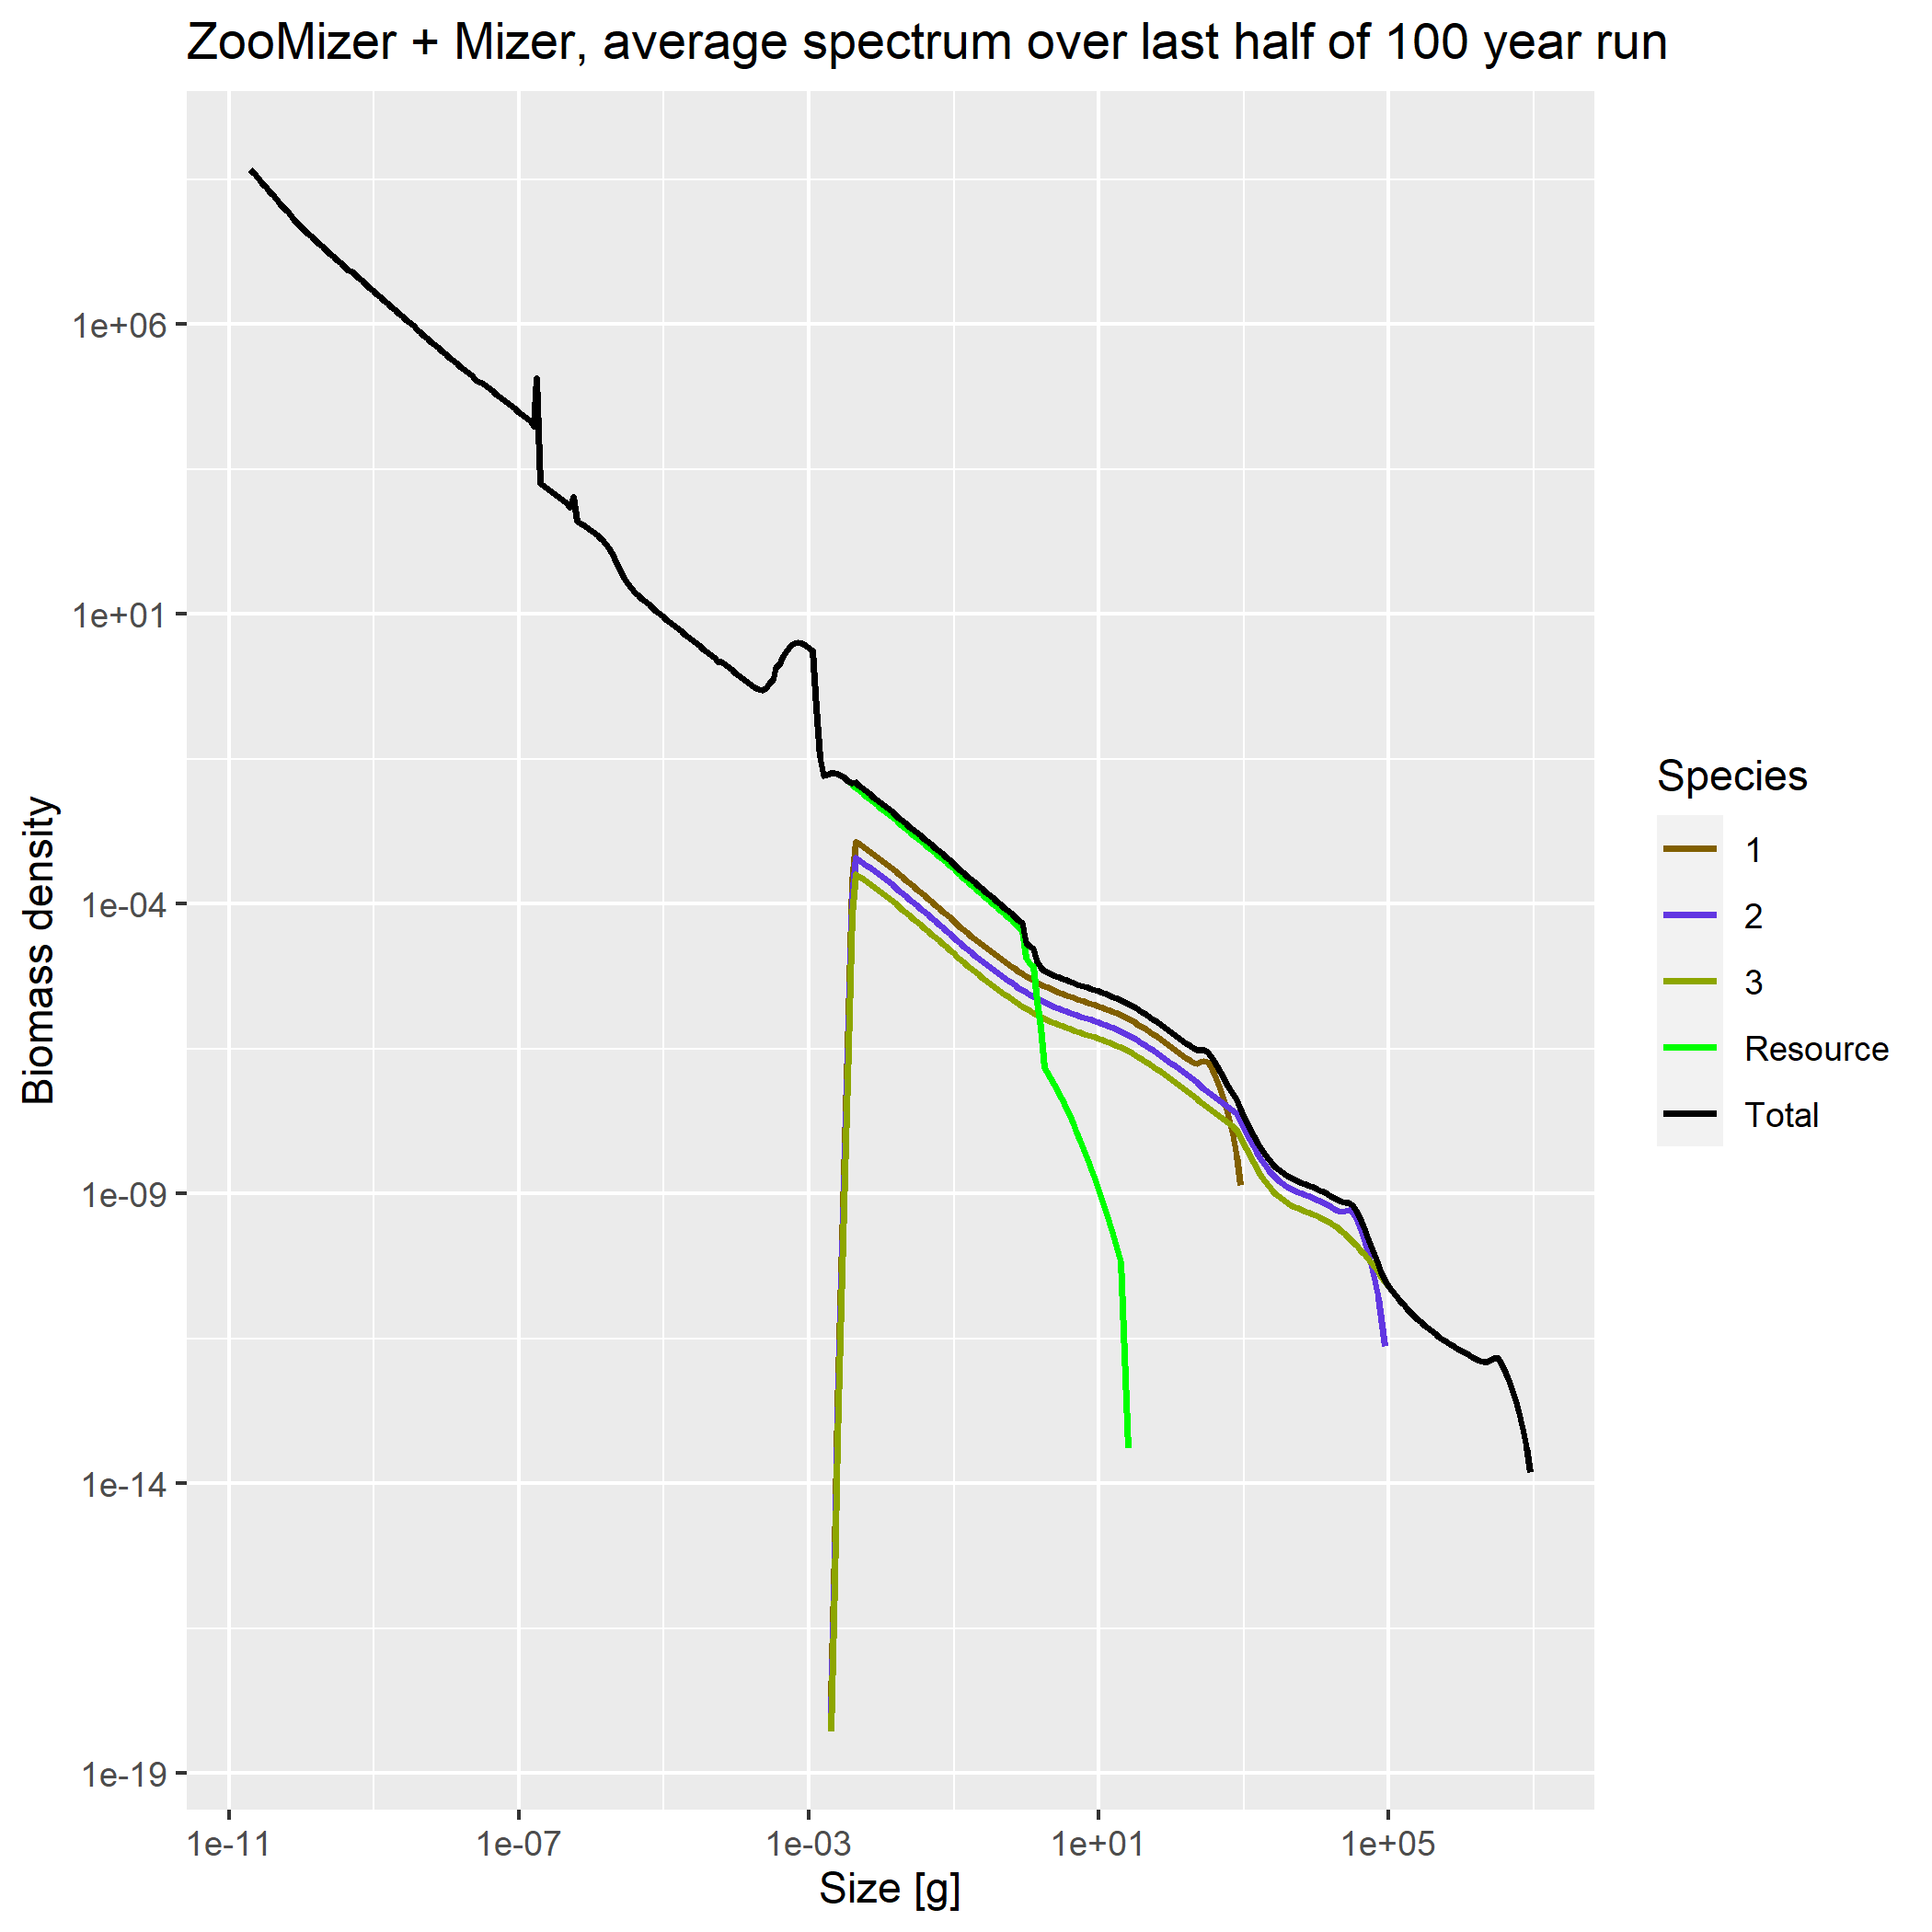 ZooMizer + Mizer, average spectrum over last half of 100 year run
Biomass density
1e+06
1e+01
1e-04
1e-09
1e-14
1e-19
1e-11
1e-07
1e-03
1e+01
1e+05
Size [g]
Species
1
2
3
Resource
Total